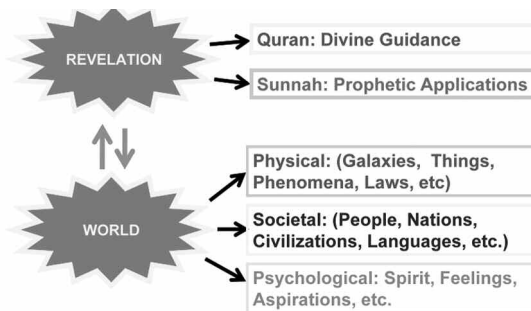 REVELATION
Quran: Divine Guidance
Sunnah: Prophetic Applications
WORLD
Physical: (Galaxies, Things,
Phenomena, Laws, etc)
Societal: (People, Nations,
Civilizations, Languages, etc.)
Psychological: Spirit, Feelings,
Aspirations, etc.